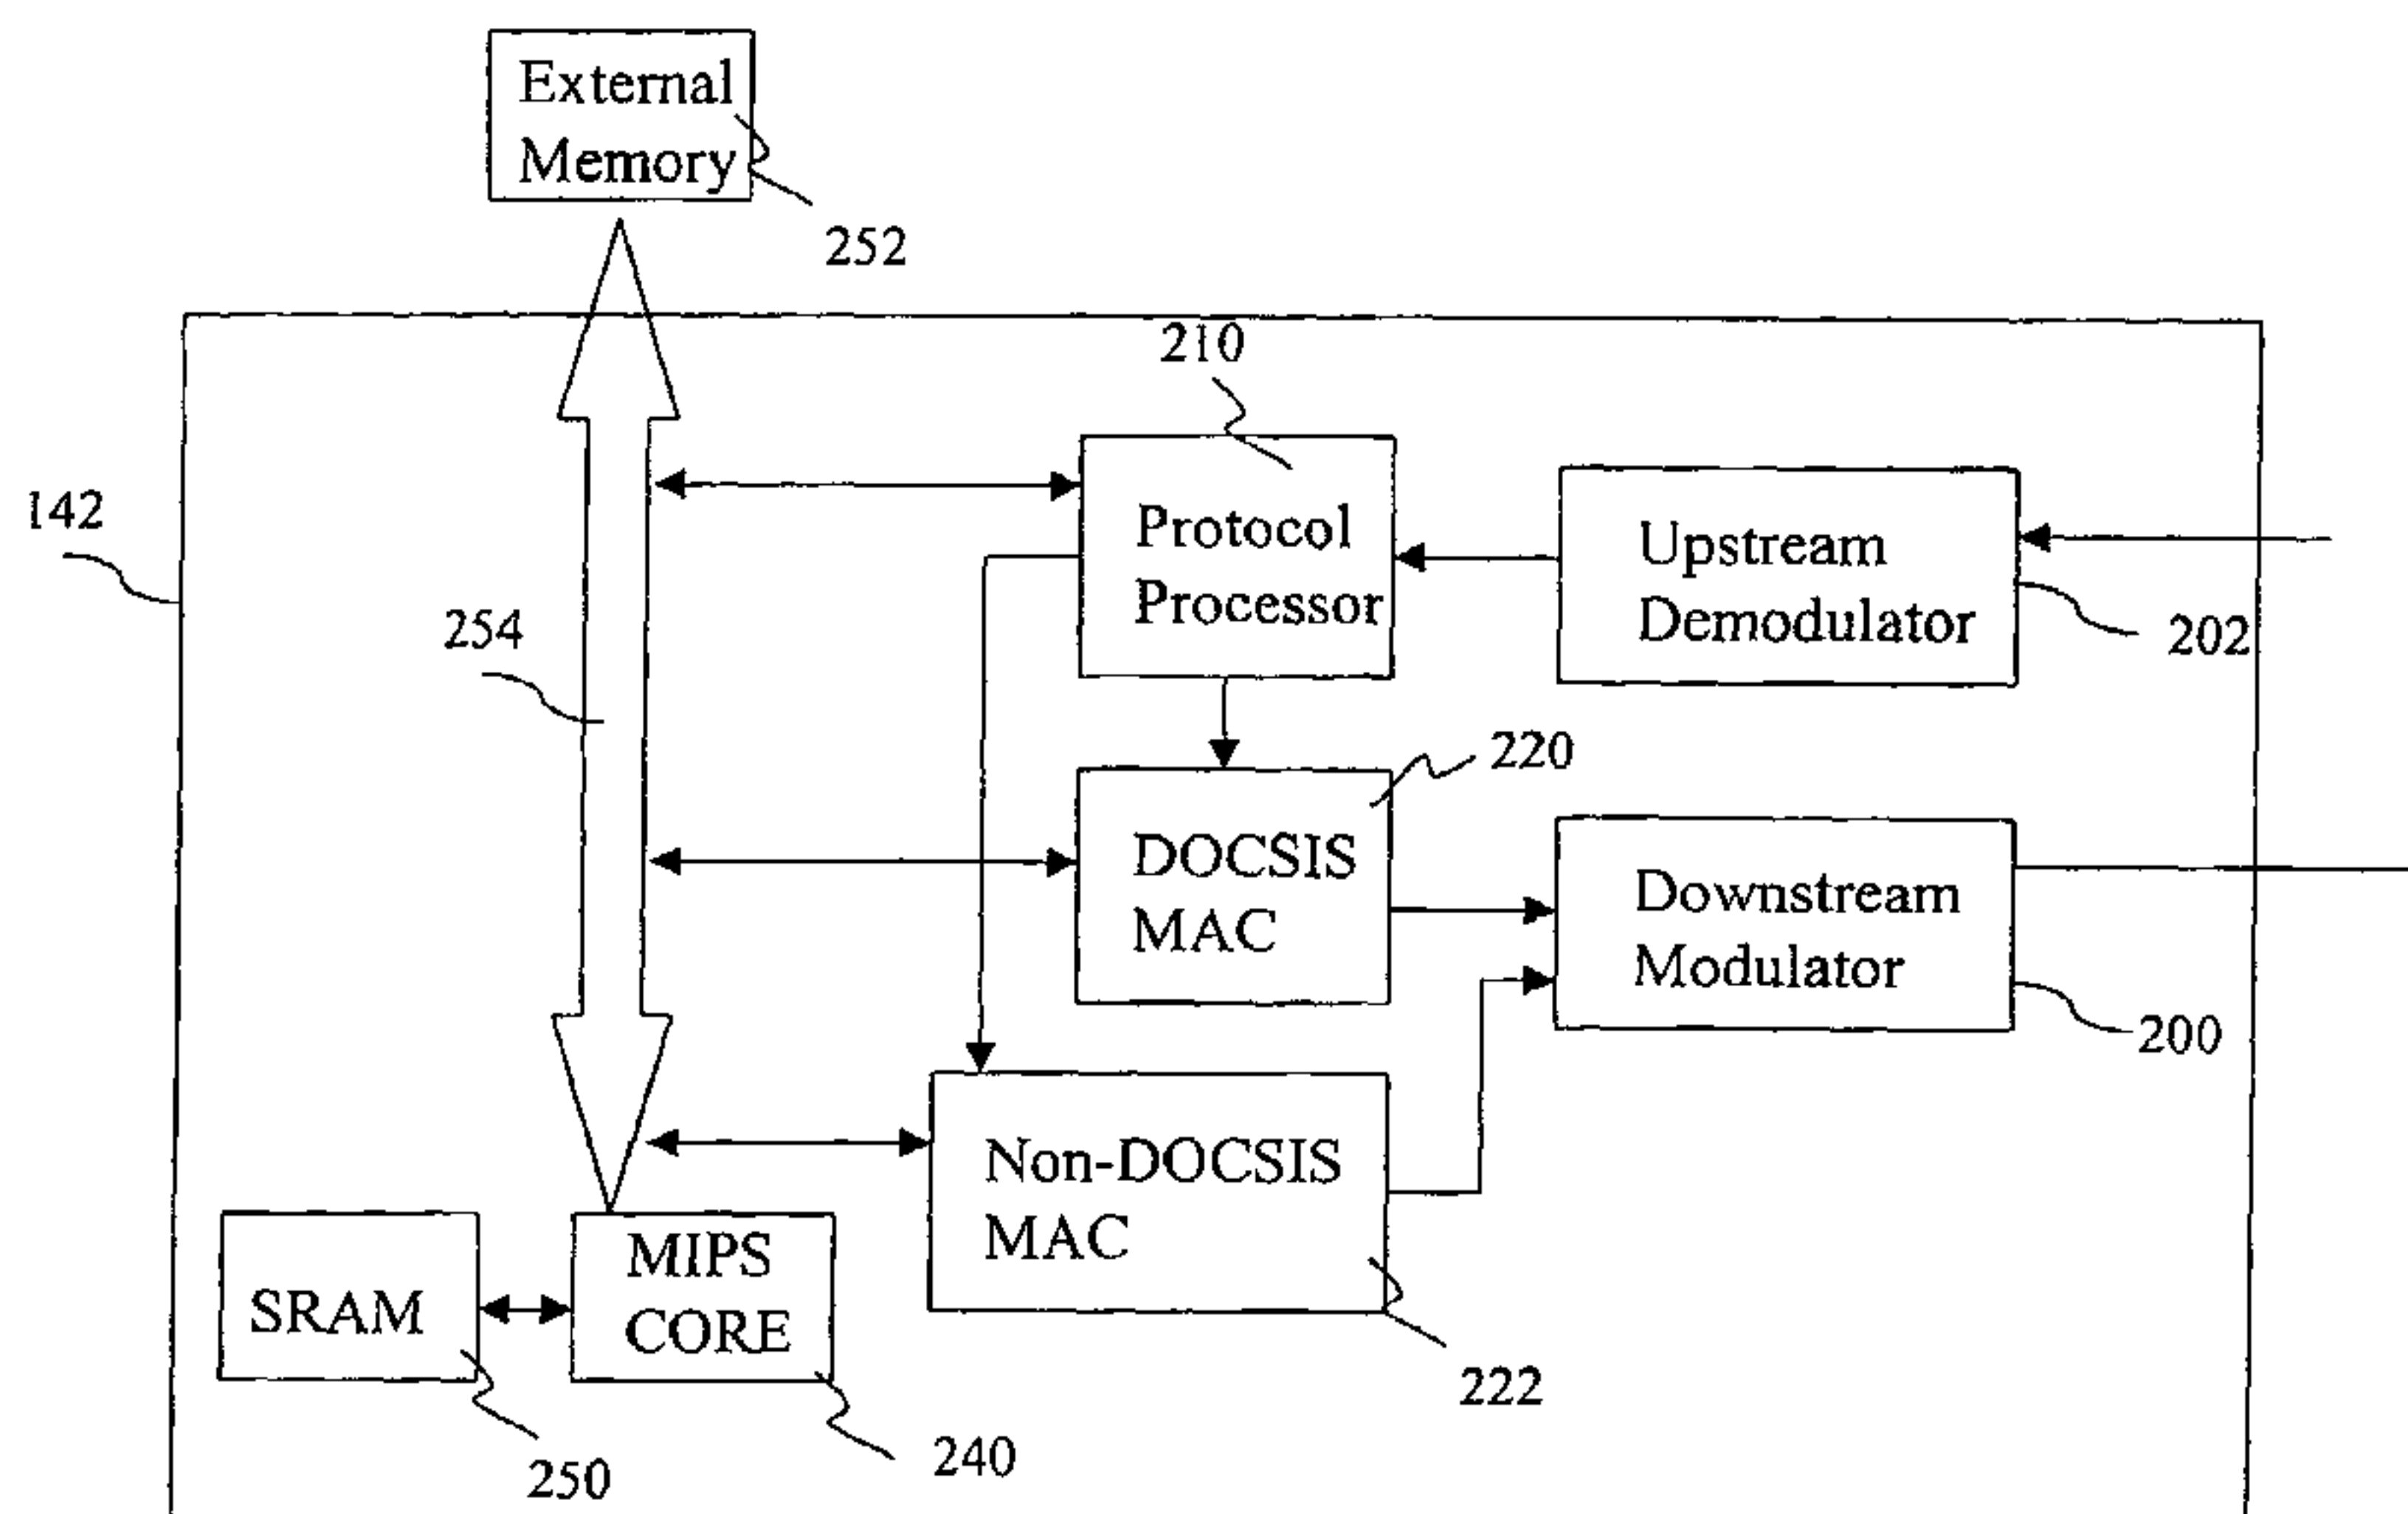 External
Memory
252
210
142
Protocol
Processor
Upstream
Demodulator
202
254
220
DOCSIS
MAC
Downstream
Modulator
200
Non-DOCSIS
MAC
222
SRAM
250
MIPS
CORE
240